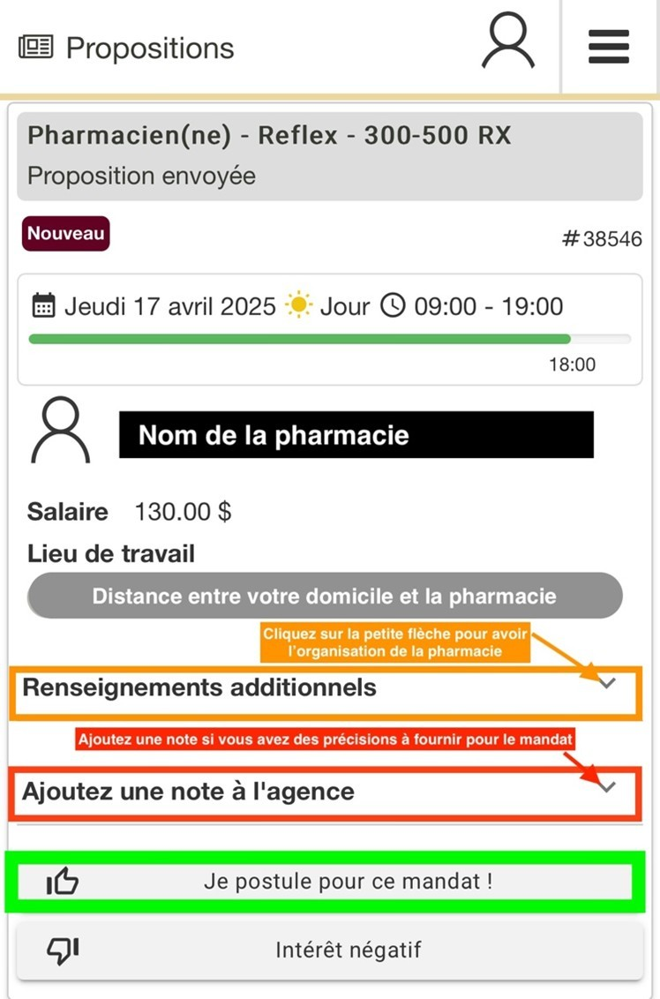 Propositions
Pharmacien(ne) - Reflex - 300-500 RX
Proposition envoyée
Nouveau
#38546
Jeudi 17 avril 2025 Jour 09:00 - 19:00
18:00
Nom de la pharmacie
Salaire 130.00 $
Lieu de travail
Distance entre votre domicile et la pharmacie
Cliquez sur la petite flèche pour avoir
l'organisation de la pharmacie
Renseignements additionnels
Ajoutez une note si vous avez des précisions à fournir pour le mandat
Ajoutez une note à l'agence
Je postule pour ce mandat !
Intérêt négatif